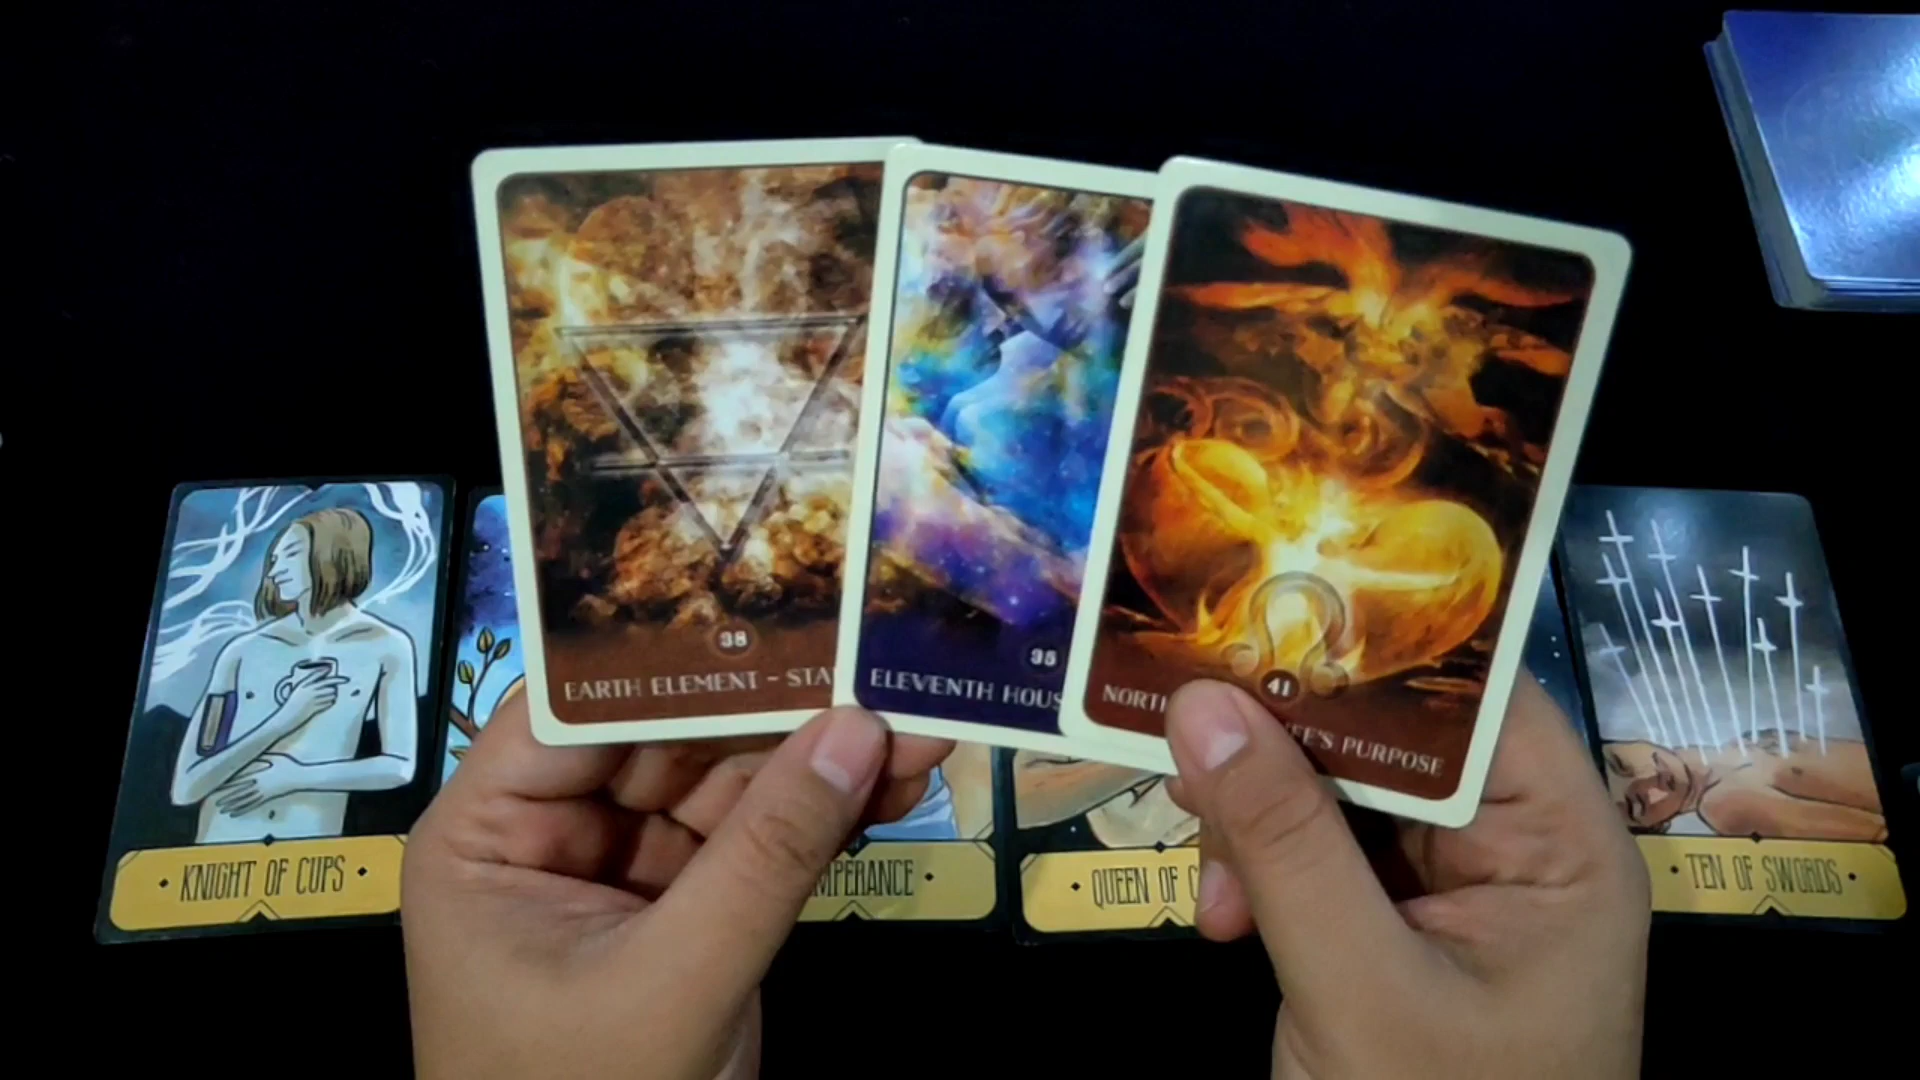 38
EARTH ELEMENT - STA
35
ELEVENTH HOUS
41
NORTH
FE'S PURPOSE
KNIGHT OF CUPS
MPERANCE
QUEEN OF C
TEN OF SWORDS